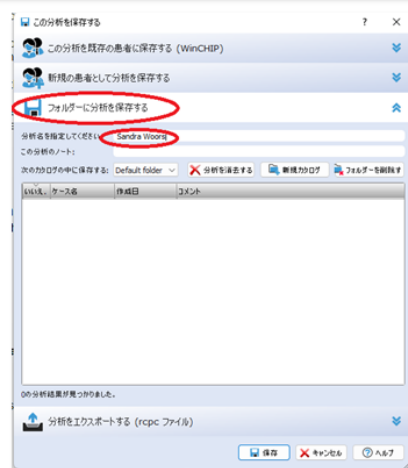 この分析を保存する
? ×
この分析を既存の患者に保存する (WinCHIP)
新規の患者として分析を保存する
フォルダーに分析を保存する
分析名を指定してください Sandra Woors
この分析のノート:
次のカタログの中に保存する: Default folder 分析を消去する 新規カタログ フォルダーを削除す
いいえ. ケース名 作成日 コメント
0の分析結果が見つかりました。
分析をエクスポートする (rcpc ファイル)
保存 キャンセル ヘルプ